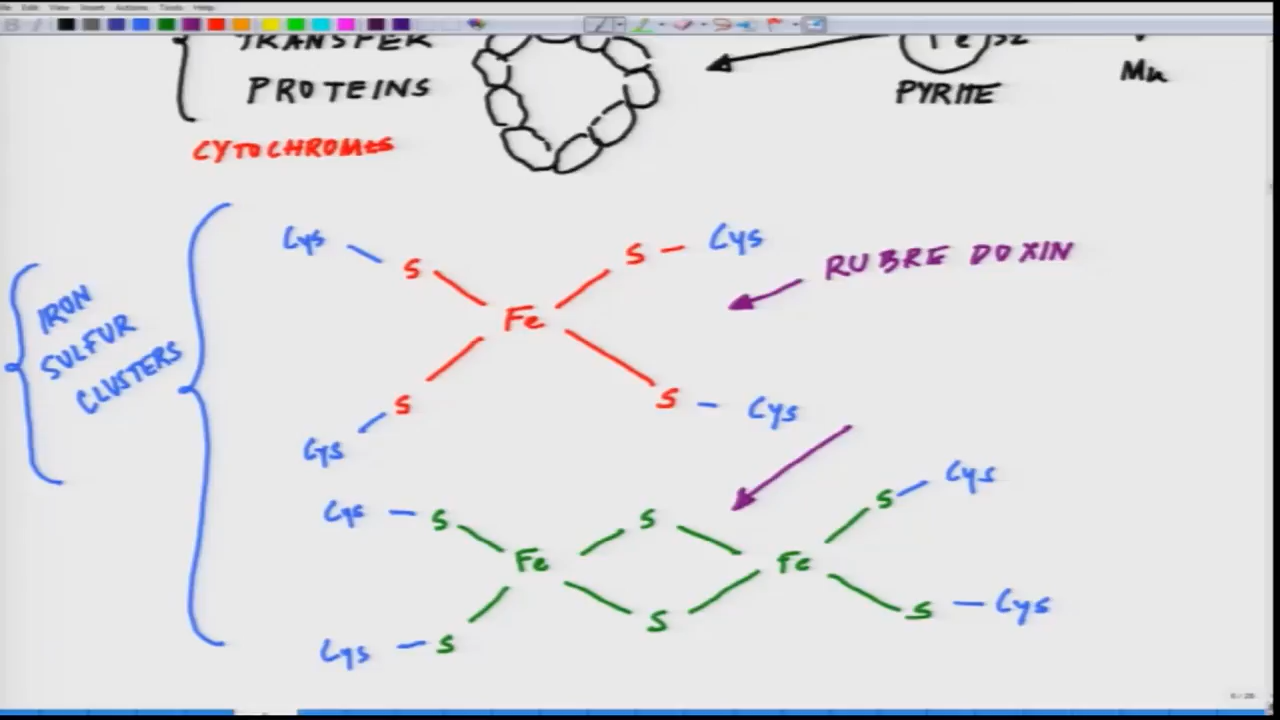 TRANSFER
PROTEINS
CYTOCHROMES
PYRITE
Mn
IRON
SULFUR
CLUSTERS
Cys S S Cys
Fe
S S Cys
Cys
RUBREDOXIN
Cys S S S Cys
Fe Fe
Cys S S S Cys